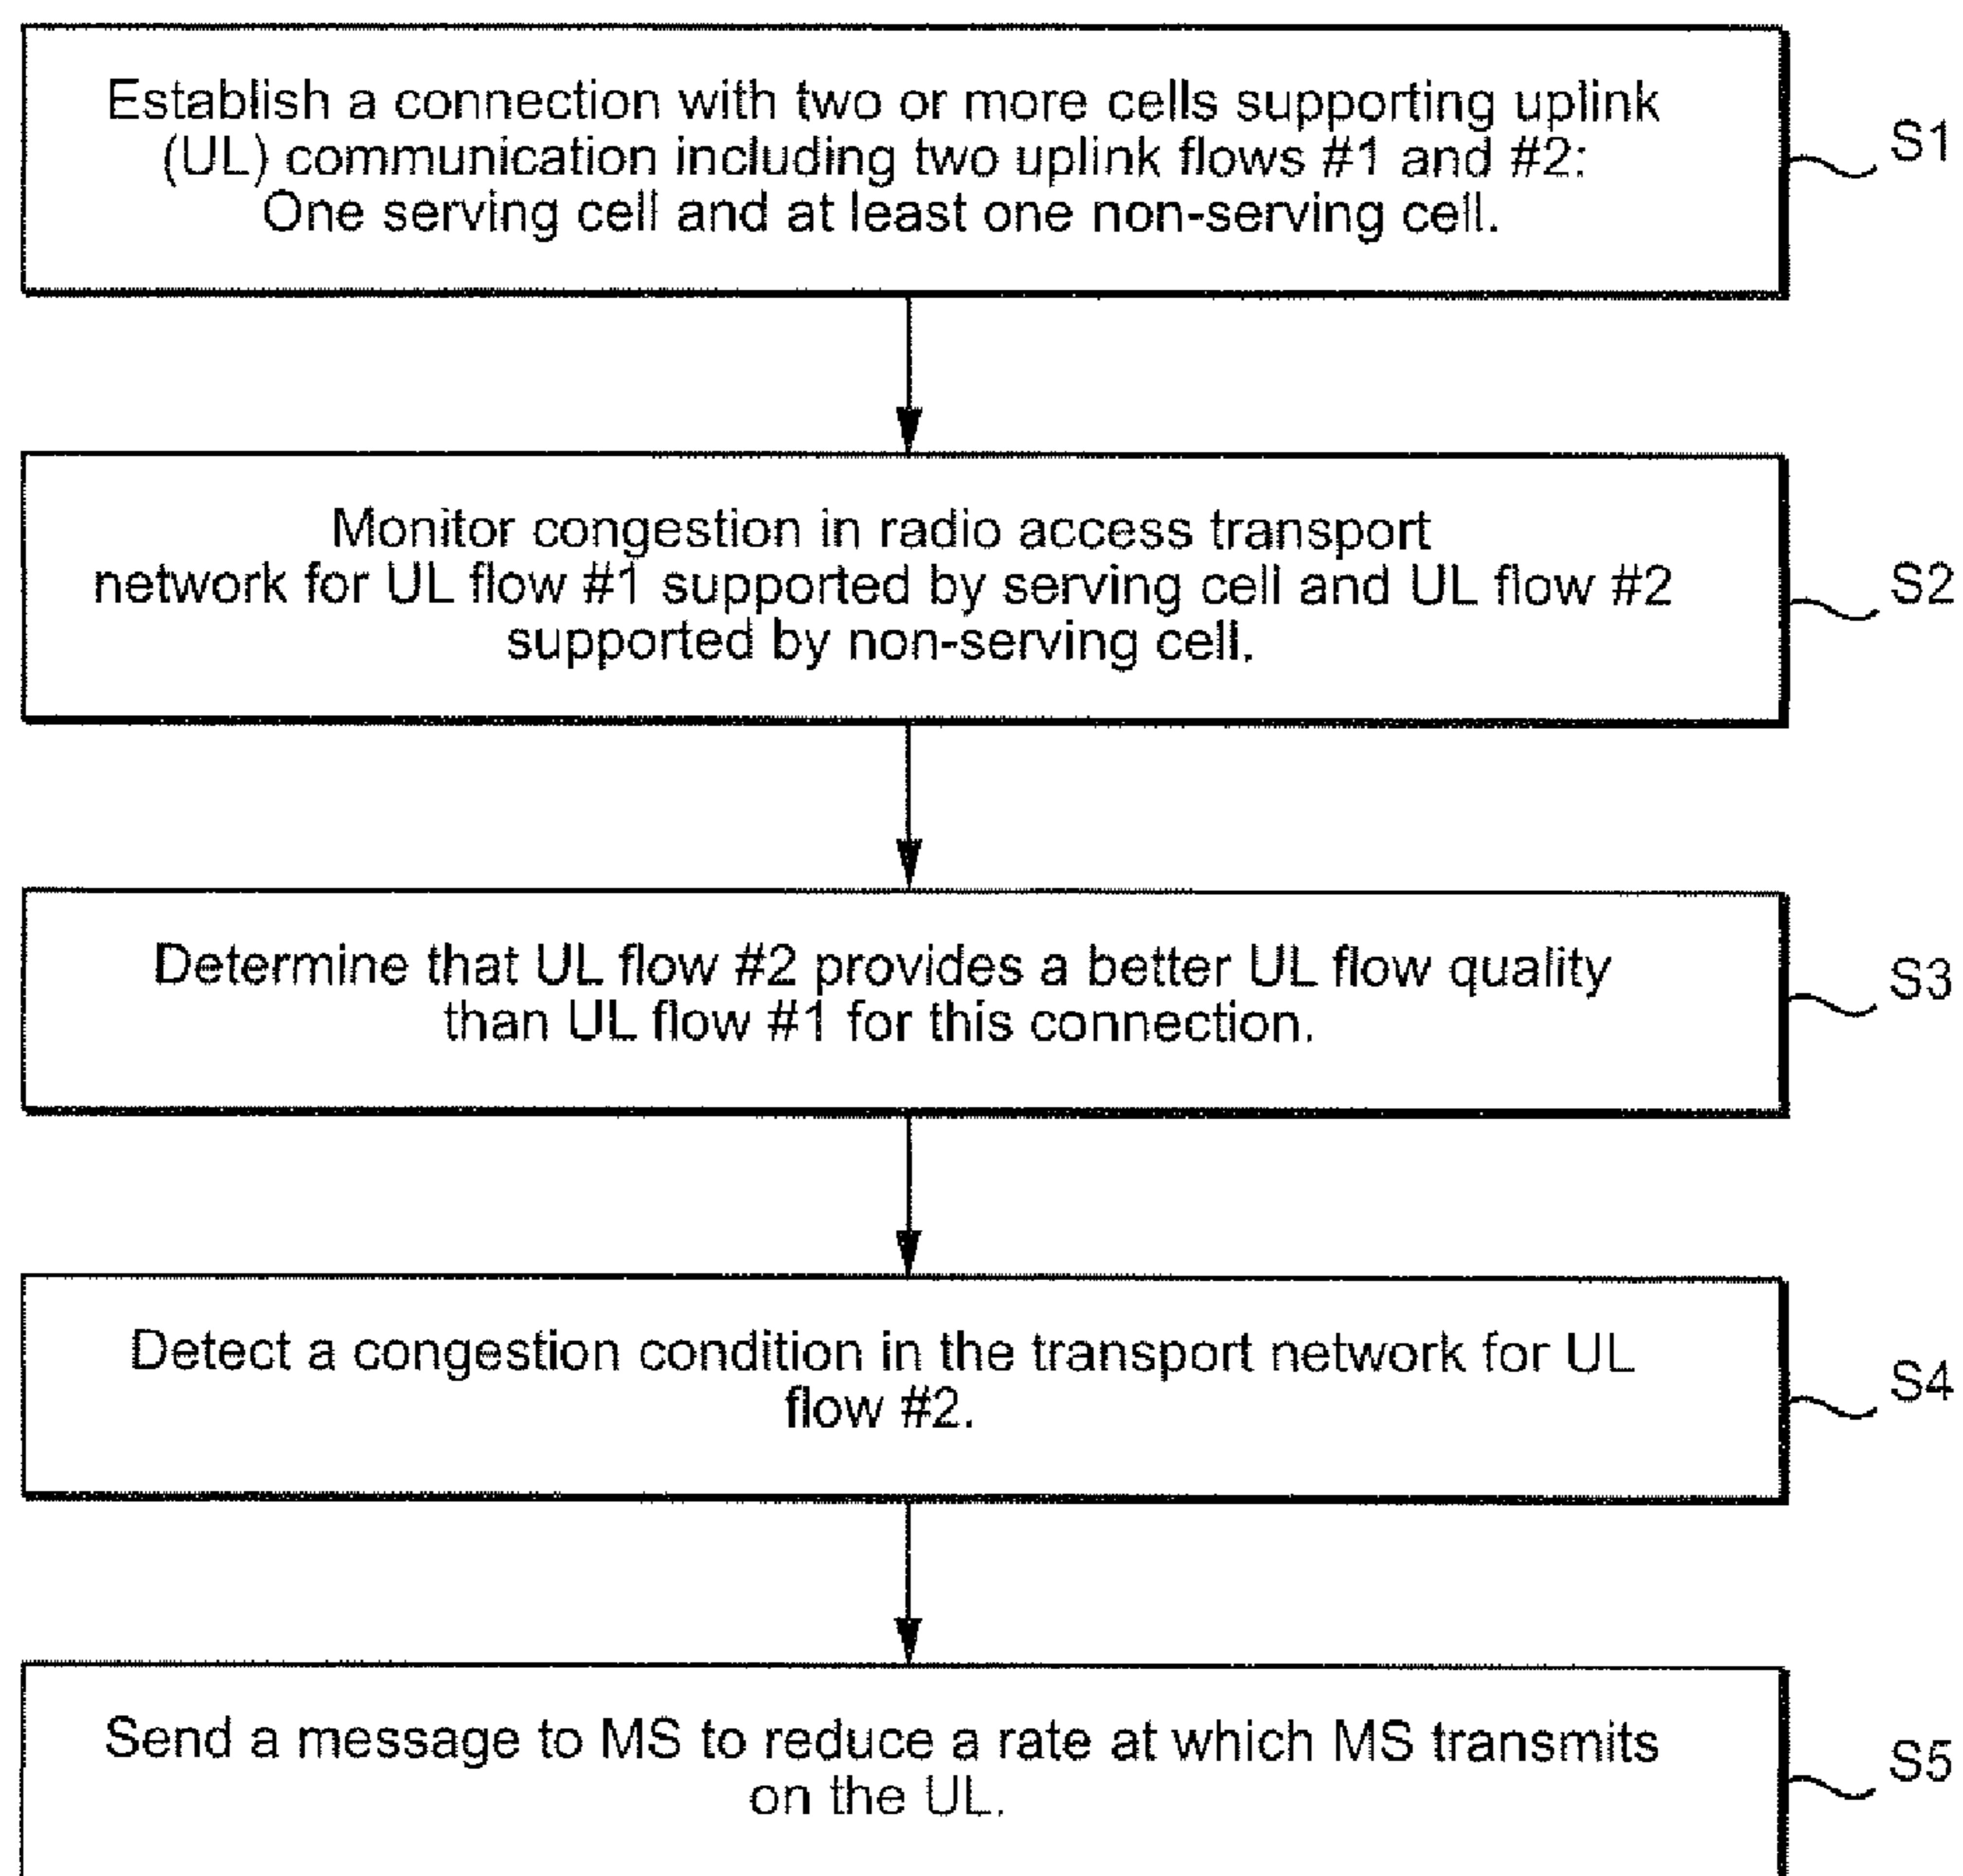 Establish a connection with two or more cells supporting uplink
(UL) communication including two uplink flows #1 and #2:
One serving cell and at least one non-serving cell.
S1
Monitor congestion in radio access transport
network for UL flow #1 supported by serving cell and UL flow #2
supported by non-serving cell.
S2
Determine that UL flow #2 provides a better UL flow quality
than UL flow #1 for this connection.
S3
Detect a congestion condition in the transport network for UL
flow #2.
S4
Send a message to MS to reduce a rate at which MS transmits
on the UL.
S5